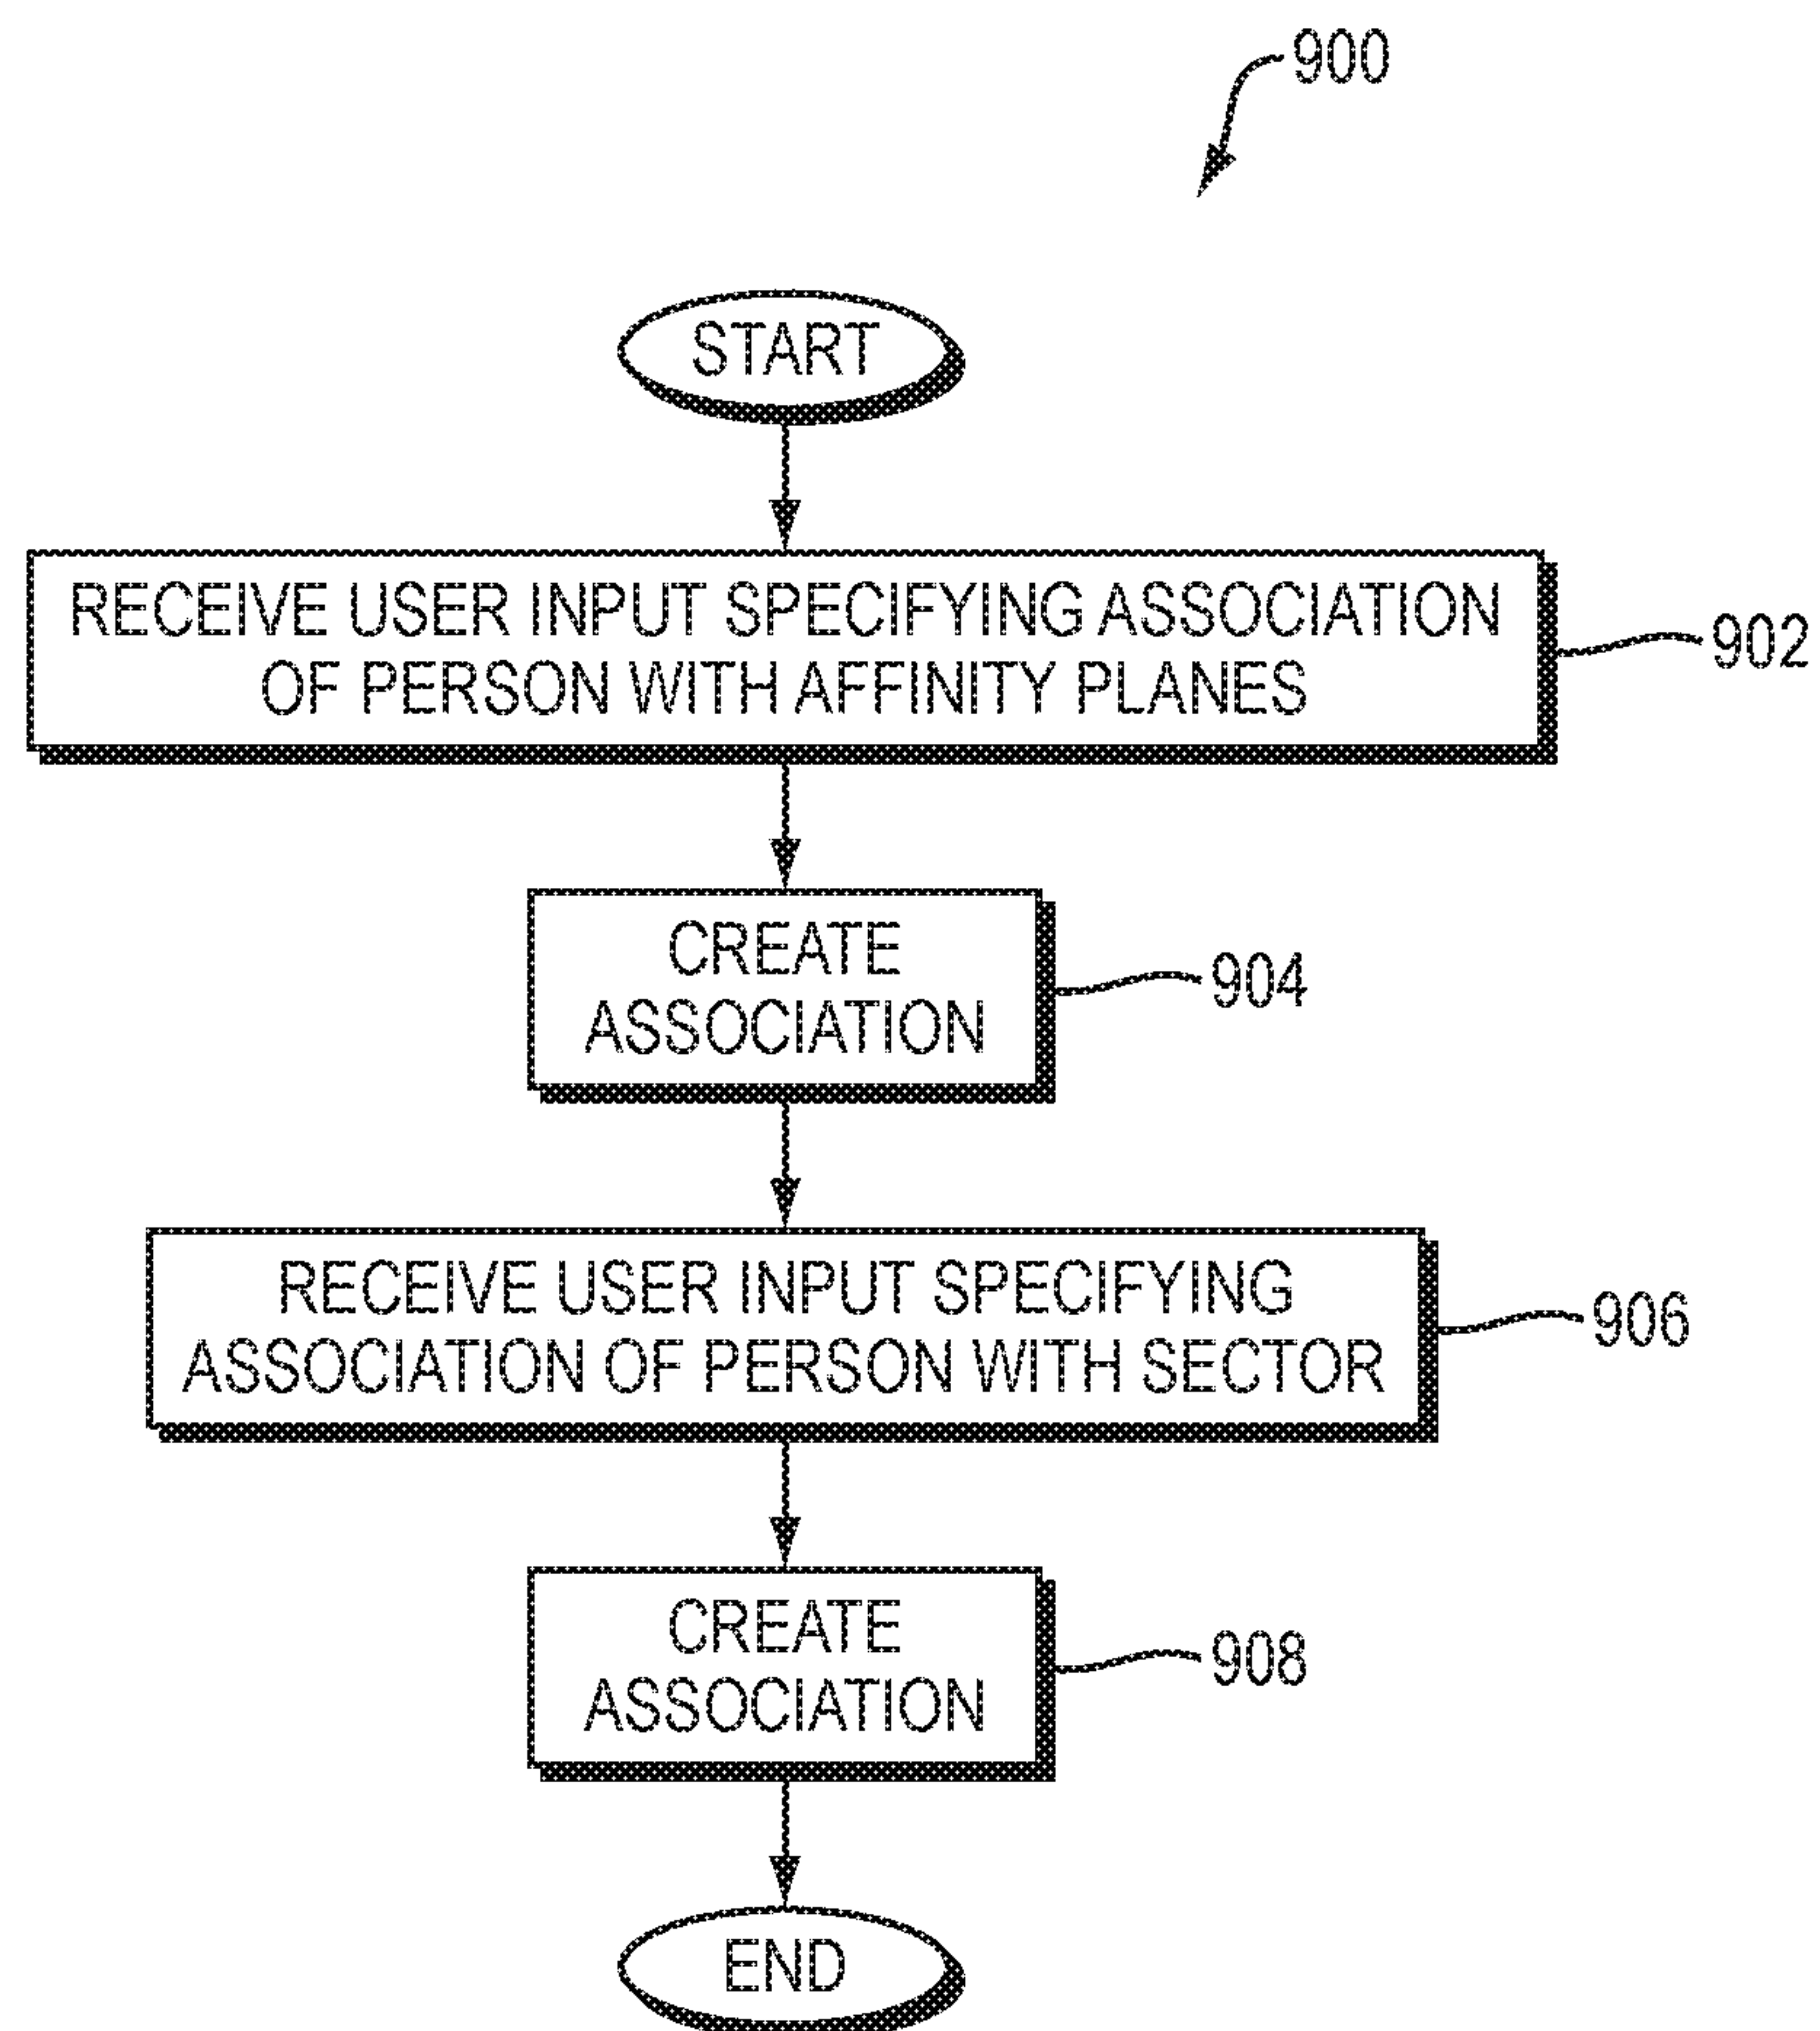 900
START
RECEIVE USER INPUT SPECIFYING ASSOCIATION
OF PERSON WITH AFFINITY PLANES
902
CREATE
ASSOCIATION
904
RECEIVE USER INPUT SPECIFYING
ASSOCIATION OF PERSON WITH SECTOR
906
CREATE
ASSOCIATION
908
END